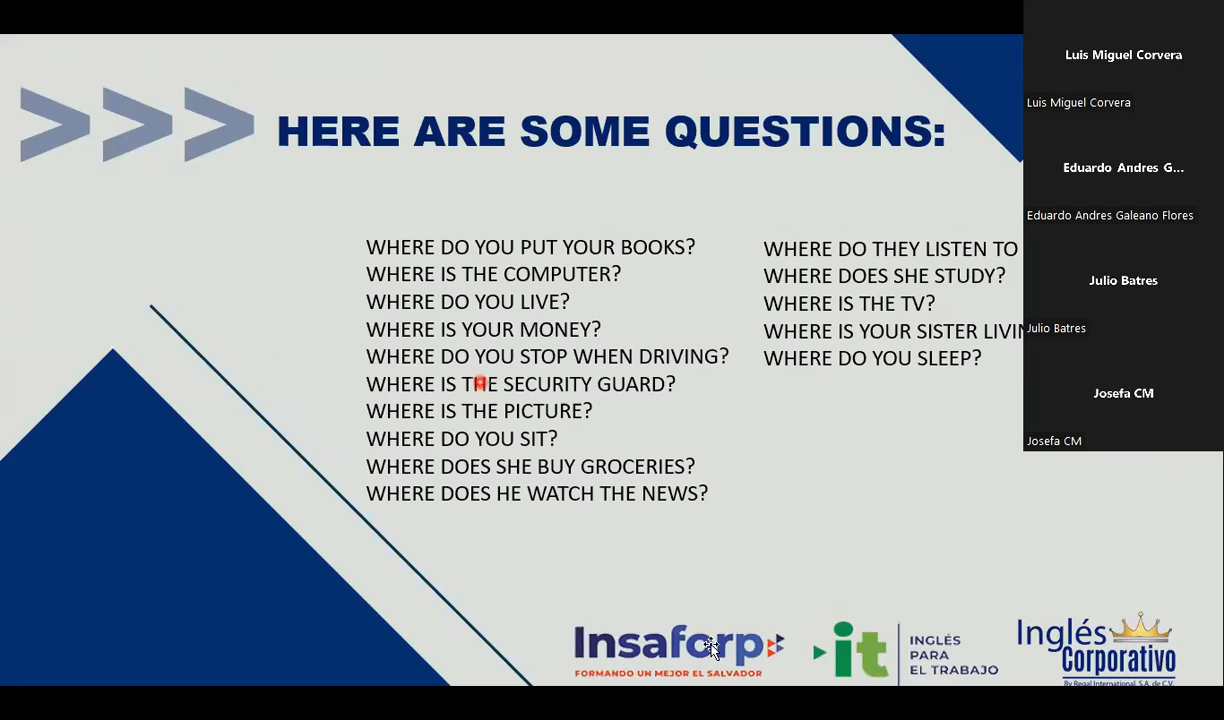 >>> HERE ARE SOME QUESTIONS:
WHERE DO YOU PUT YOUR BOOKS?
WHERE IS THE COMPUTER?
WHERE DO YOU LIVE?
WHERE IS YOUR MONEY?
WHERE DO YOU STOP WHEN DRIVING?
WHERE IS THE SECURITY GUARD?
WHERE IS THE PICTURE?
WHERE DO YOU SIT?
WHERE DOES SHE BUY GROCERIES?
WHERE DOES HE WATCH THE NEWS?
WHERE DO THEY LISTEN TO
WHERE DOES SHE STUDY?
WHERE IS THE TV?
WHERE IS YOUR SISTER
WHERE DO YOU SLEEP?
Luis Miguel Corvera
Luis Miguel Corvera
Eduardo Andres G...
Eduardo Andres Galeano Flores
Julio Batres
Julio Batres
Josefa CM
Josefa CM
Insaforp
FORMANDO UN MEJOR EL SALVADOR
it
INGLÉS
PARA
EL TRABAJO
Inglés
Corporativo
By Regal International, S.A. de C.V.